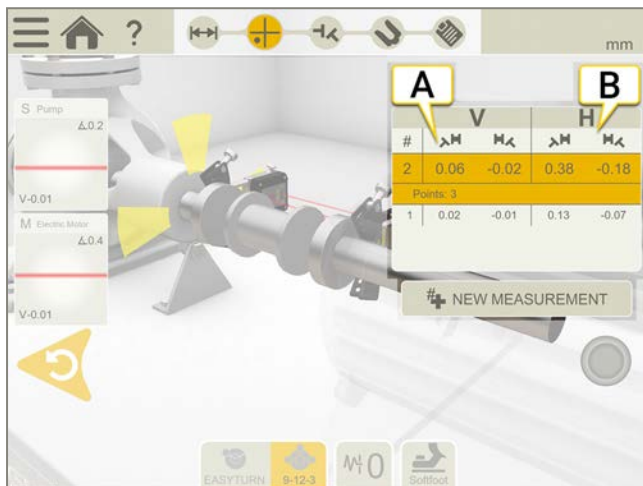 ?
mm
A
B
S Pump
∡0.2
V-0.01
M Electric Motor
∡0.4
V-0.01
V H
#
2 0.06 -0.02 0.38 -0.18
Points: 3
1 0.02 -0.01 0.13 -0.07
NEW MEASUREMENT
EASYTURN
9-12-3
0
Softfoot